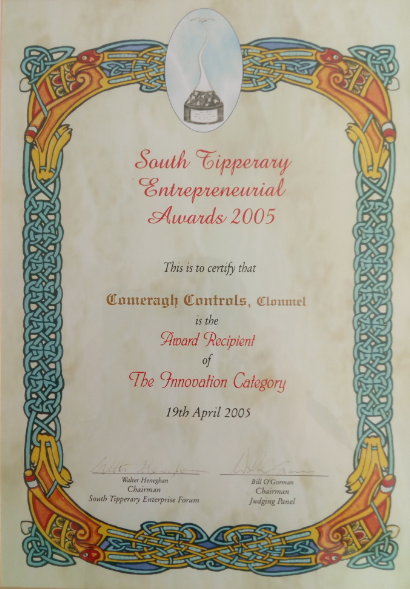 South Tipperary
Entrepreneurial
Awards 2005
This is to certify that
Comeragh Controls, Clonmel
is the
Award Recipient
of
The Innovation Category
19th April 2005
Walter Heneghan
Chairman
South Tipperary Enterprise Forum
Bill O'Gorman
Chairman
Judging Panel